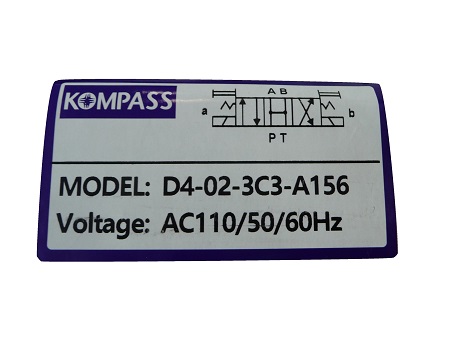 KOMPASS
A B
a b
P T
MODEL: D4-02-3C3-A156
Voltage: AC110/50/60Hz